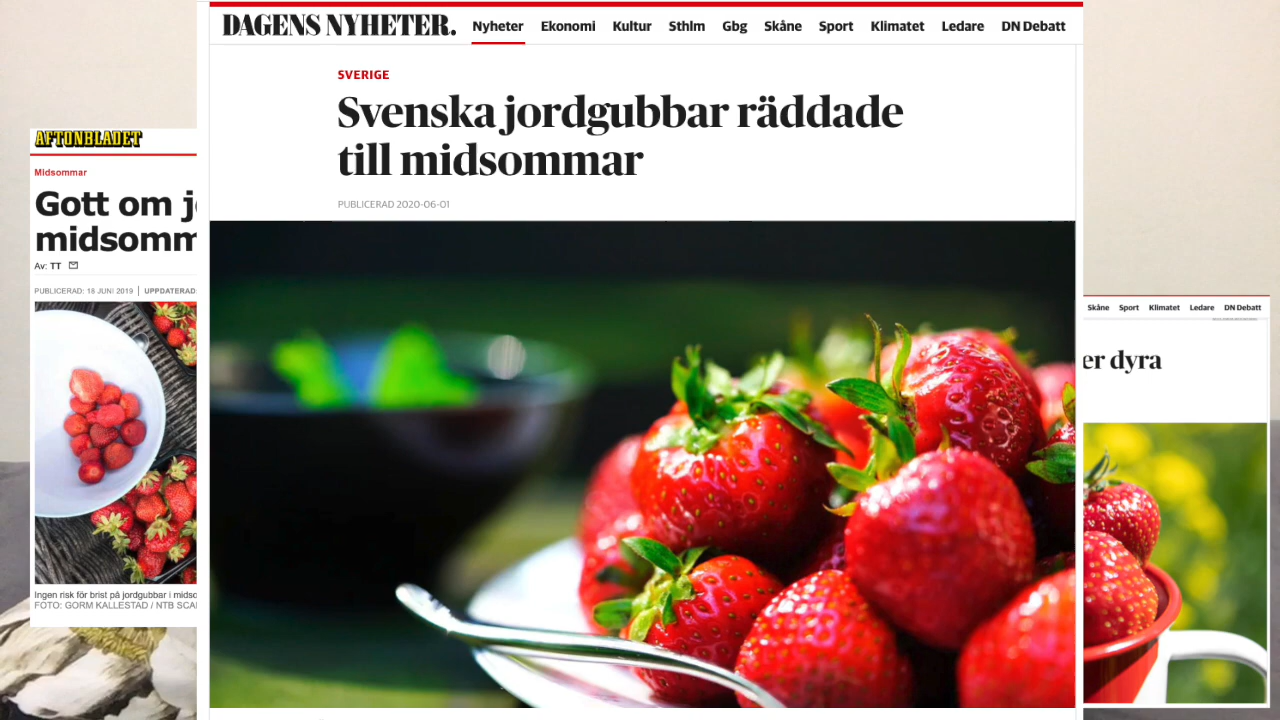 DAGENS NYHETER.
Nyheter Ekonomi Kultur Sthlm Gbg Skåne Sport Klimatet Ledare DN Debatt
SVERIGE
Svenska jordgubbar räddade
till midsommar
PUBLICERAD 2020-06-01
AFTONBLADET
Midsommar
Gott om
midsomm
Av: TT
PUBLICERAD: 18 JUNI 2019 | UPPDATERAD
Ingen risk för brist på jordgubbar i midso
FOTO: GORM KALLESTAD / NTB SCA
Skåne Sport Klimatet Ledare DN Debatt
er dyra